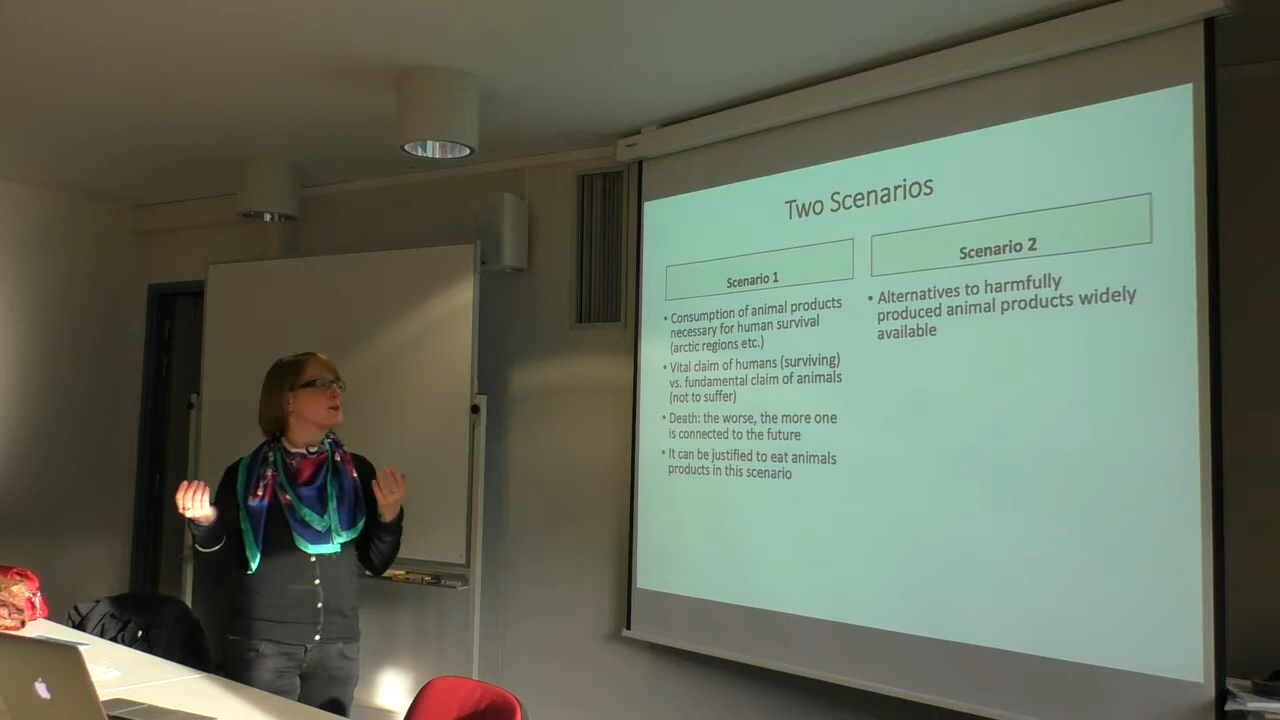 Two Scenarios
Scenario 1
• Consumption of animal products
necessary for human survival
(arctic regions etc.)
• Vital claim of humans (surviving)
vs. fundamental claim of animals
(not to suffer)
• Death: the worse, the more one
is connected to the future
• It can be justified to eat animals
products in this scenario
Scenario 2
• Alternatives to harmfully
produced animal products widely
available